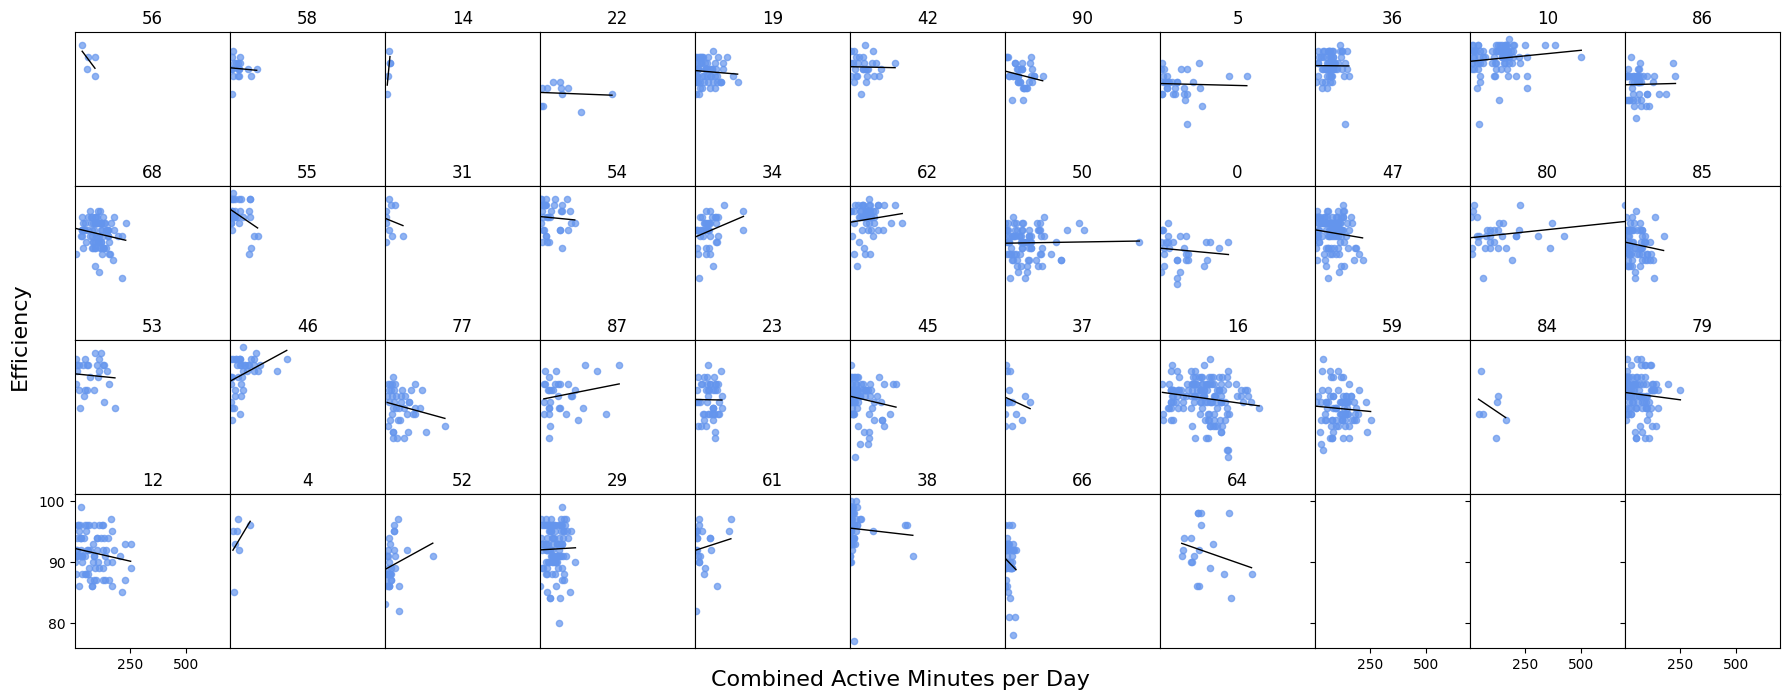 56 58 14 22 19 42 90 5 36 10 86
68 55 31 54 34 62 50 0 47 80 85
53 46 77 87 23 45 37 16 59 84 79
12 4 52 29 61 38 66 64
Efficiency
100
90
80
250 500 250 500 250 500 250 500
Combined Active Minutes per Day